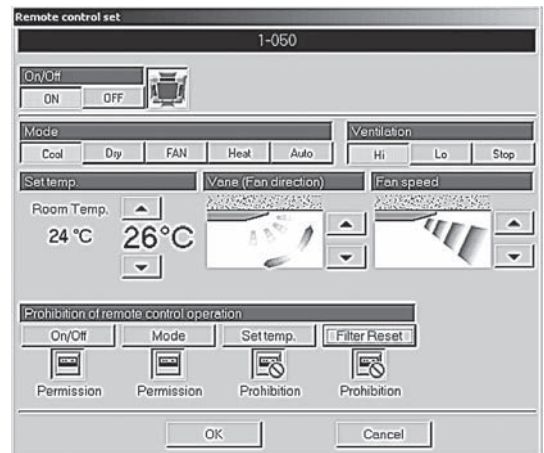 Remote control set
1-050
On/Off
ON OFF
Mode Ventilation
Cool Dry FAN Heat Auto Hi Lo Stop
Set temp. Vane (Fan direction) Fan speed
Room Temp.
24 °C 26°C
Prohibition of remote control operation
On/Off Mode Set temp. Filter Reset
Permission Permission Prohibition Prohibition
OK Cancel